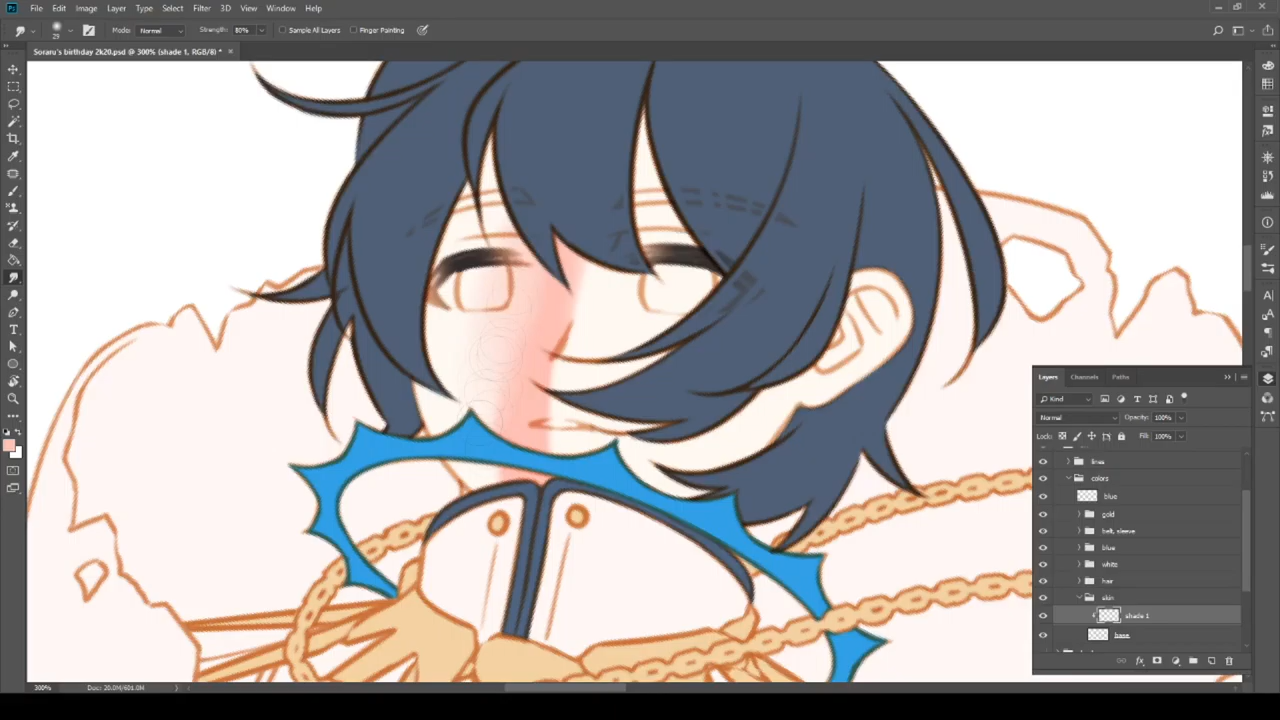 Ps File Edit Image Layer Type Select Filter 3D View Window Help
29 Mode: Normal Strength: 80% Sample All Layers Finger Painting
Soraru's birthday 2k20.psd @ 300% (shade 1, RGB/8) * ×
Layers Channels Paths
Kind
Normal Opacity: 100%
Lock: Fill: 100%
lines
colors
blue
gold
belt, sleeve
blue
white
hair
skin
shade 1
base
fx
300% Doc: 20.0M/601.0M